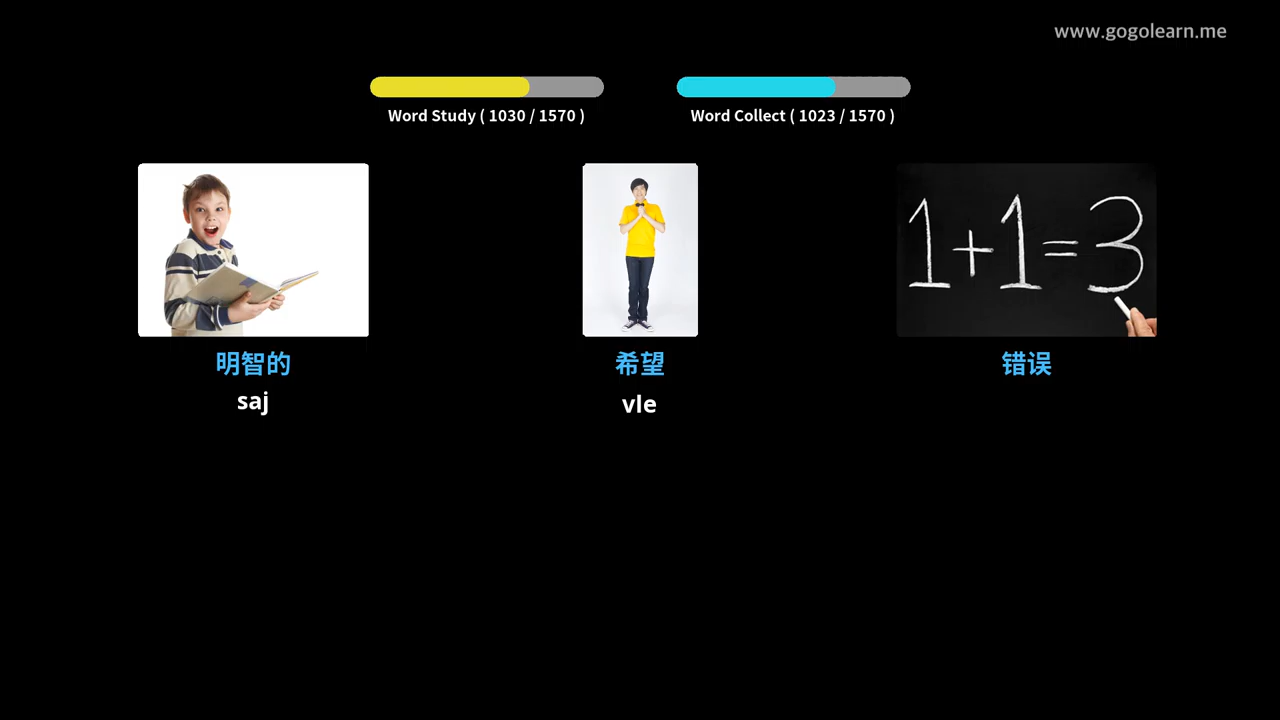 www.gogolearn.me
Word Study ( 1030 / 1570 )
Word Collect ( 1023 / 1570 )
1+1=3
明智的
希望
错误
saj
vle